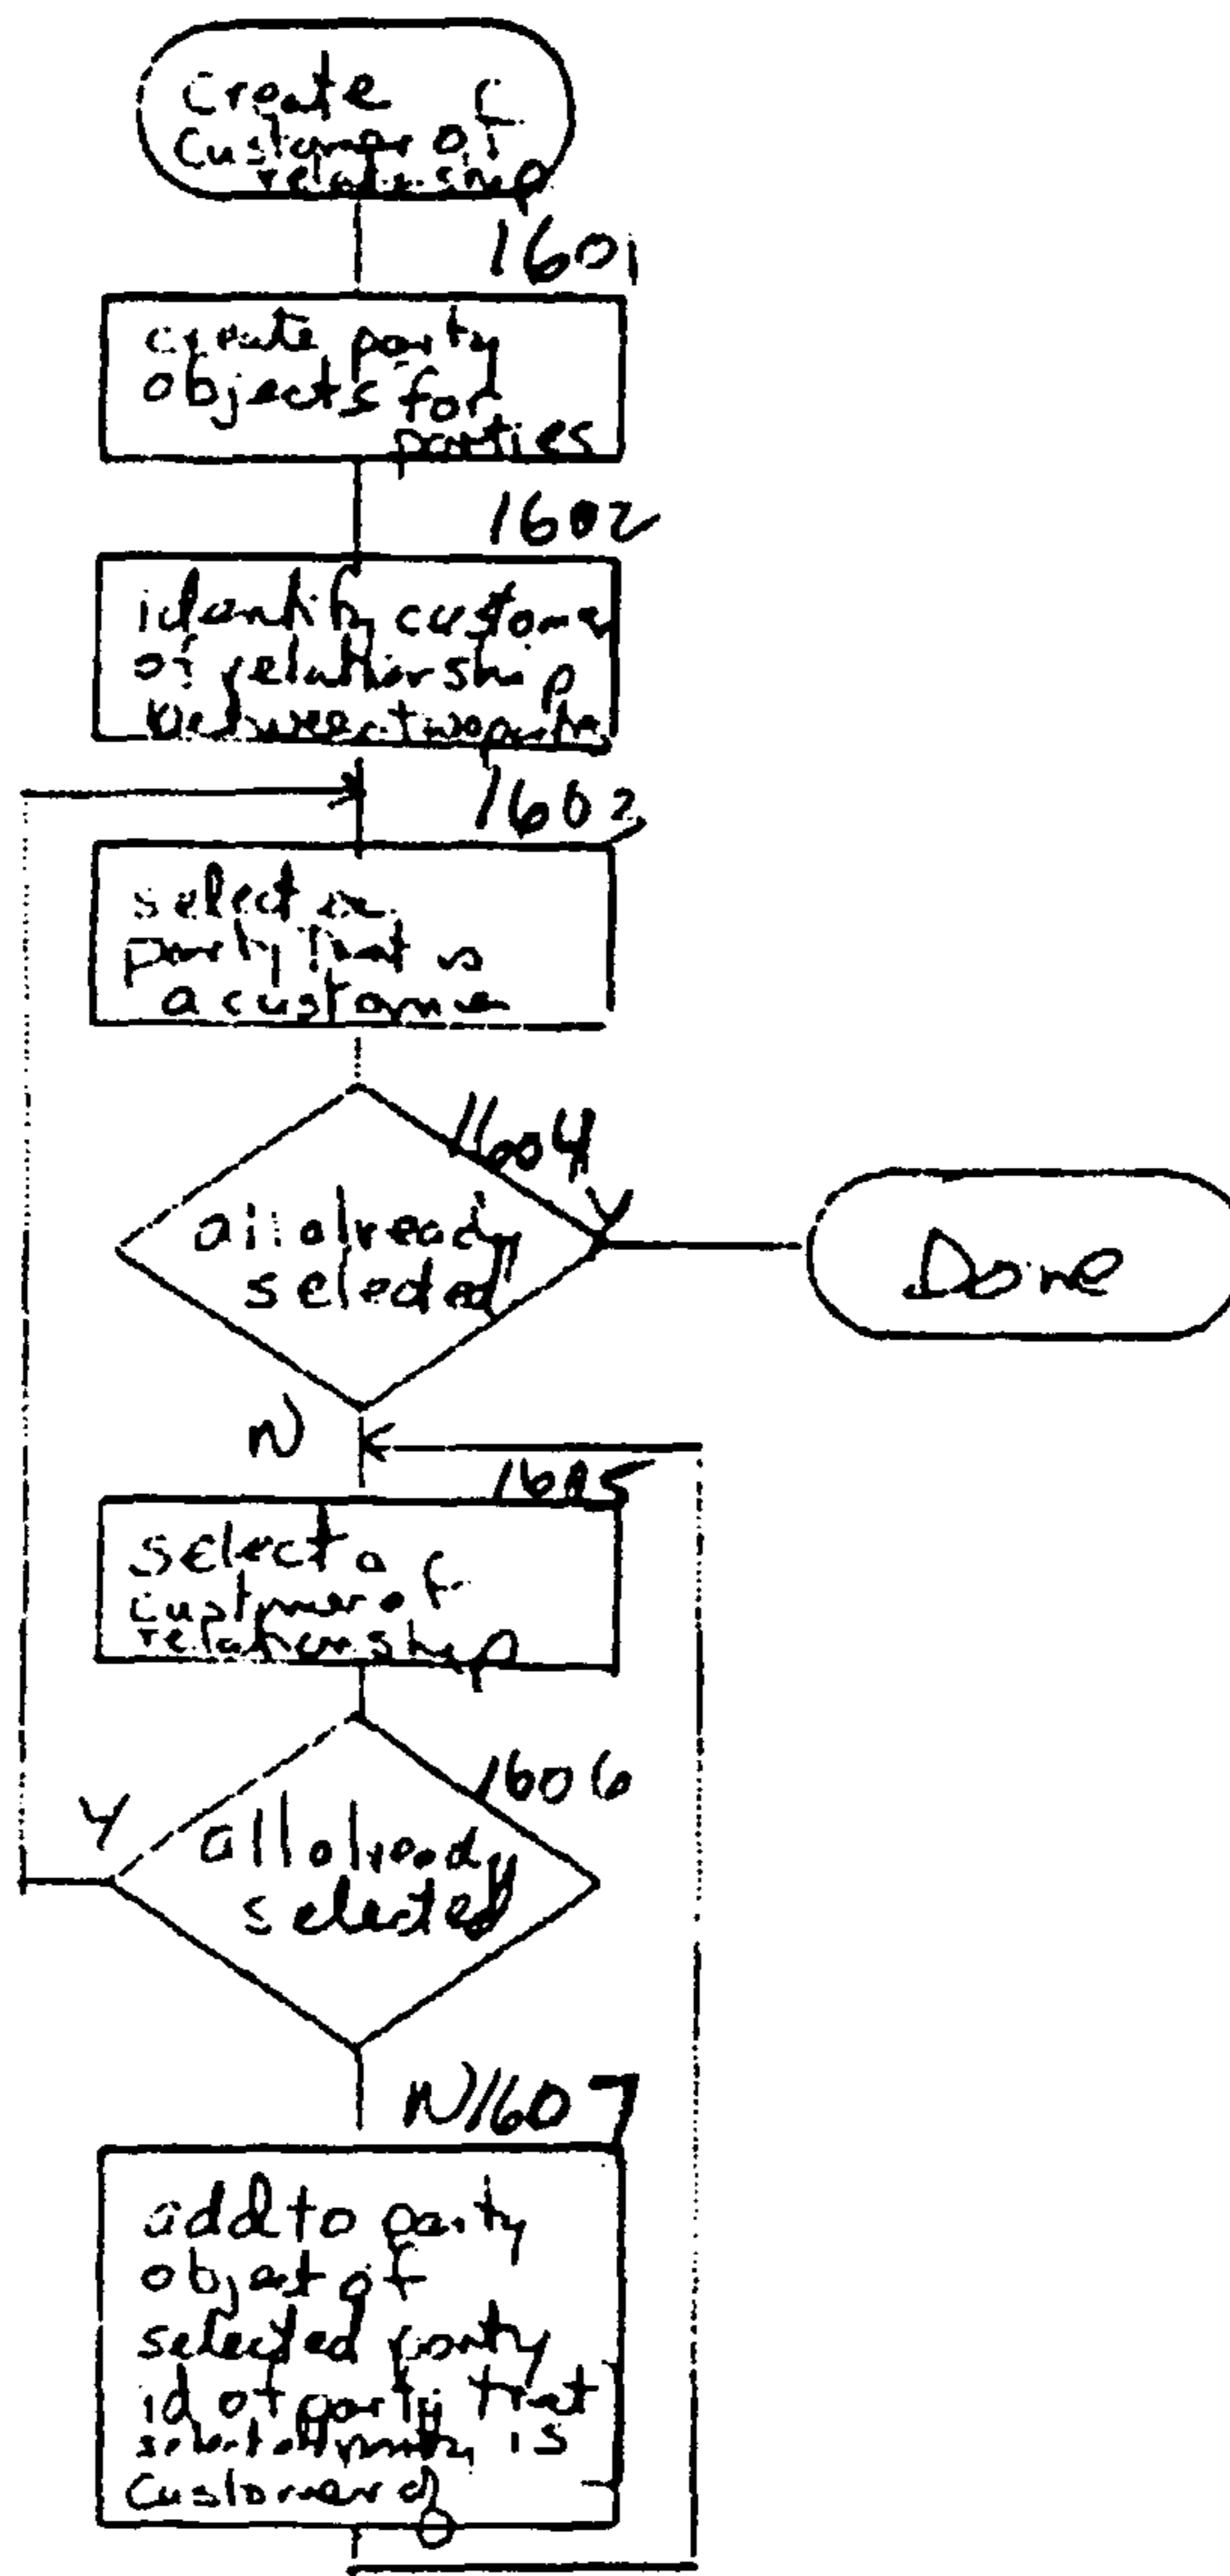 Create
Customer of
relationship
1601
create party
objects for
parties
1602
identify customer
of relationship
between two parties
1603
select a
party that is
a customer
1604
all already
selected
Y
Done
N
1605
select a
customer of
relationship
1606
all already
selected
Y
N 1607
add to party
object of
selected party
id of party that
selected party is
customer of